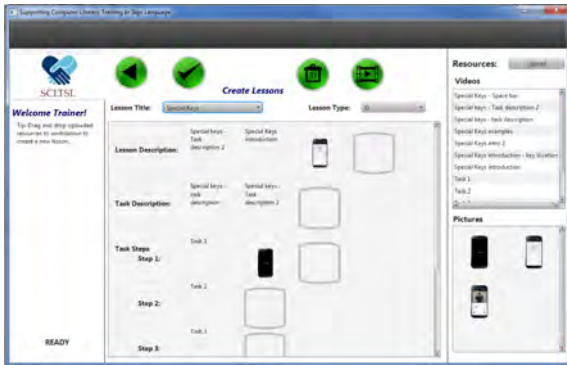 Supporting Computer Literacy Training in Sign Language
SCITSL
Welcome Trainer!
Tip: Drag and drop uploaded
resources to workstation to
create a new lesson.
READY
Create Lessons
Lesson Title:
Special Keys
Lesson Type:
Lesson Description:
Special keys -
Task
description 2
Special Keys
introduction
Task Description:
Special keys -
task
description
Special keys -
Task
description 2
Task Steps
Step 1:
Task 1
Step 2:
Task 2
Step 3:
Task 3
Resources:
Upload
Videos
Special Keys - Space bar
Special keys - Task description 2
Special keys - task description
Special Keys examples
Special Keys intro 2
Special Keys introduction - key location
Special Keys introduction
Task 1
Task 2
Pictures